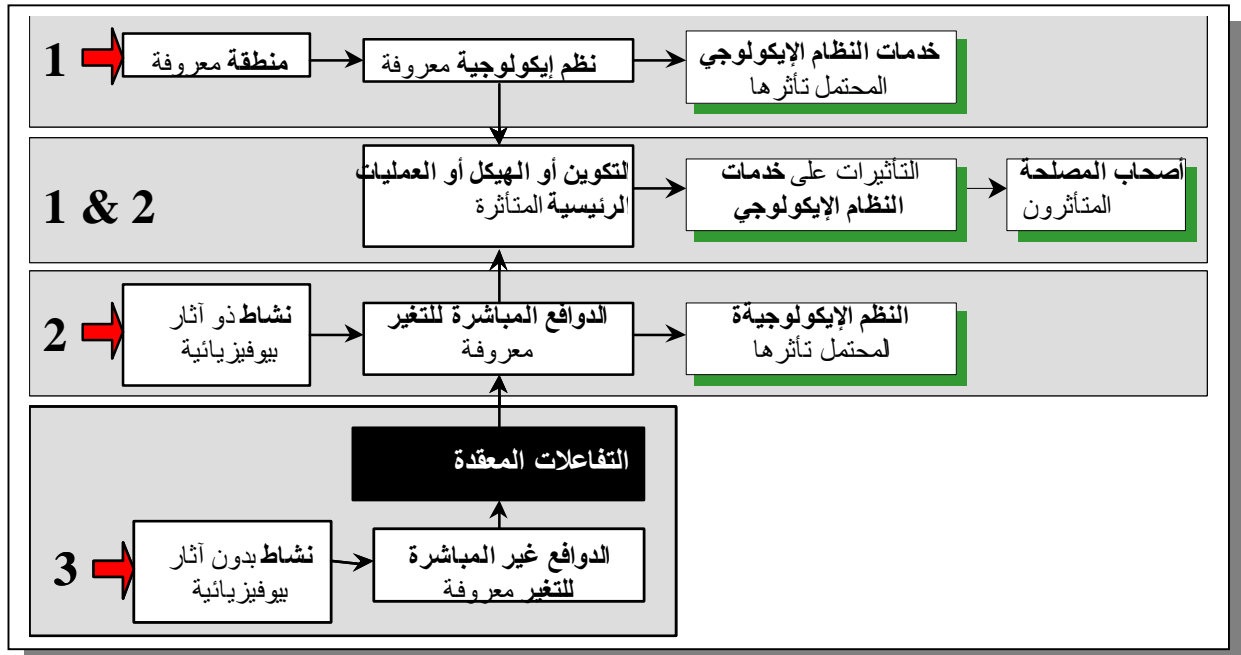 1
منطقة معروفة
نظم إيكولوجية معروفة
خدمات النظام الإيكولوجي
المحتمل تأثرها
1 & 2
التكوين أو الهيكل أو العمليات
الرئيسية المتأثرة
التأثيرات على خدمات
النظام الإيكولوجي
أصحاب المصلحة
المتأثرون
2
نشاط ذو آثار
بيوفيزيائية
الدوافع المباشرة للتغير
معروفة
النظم الإيكولوجيةة
لمحتمل تأثرها
التفاعلات المعقدة
3
نشاط بدون آثار
بيوفيزيائية
الدوافع غير المباشرة
للتغير معروفة